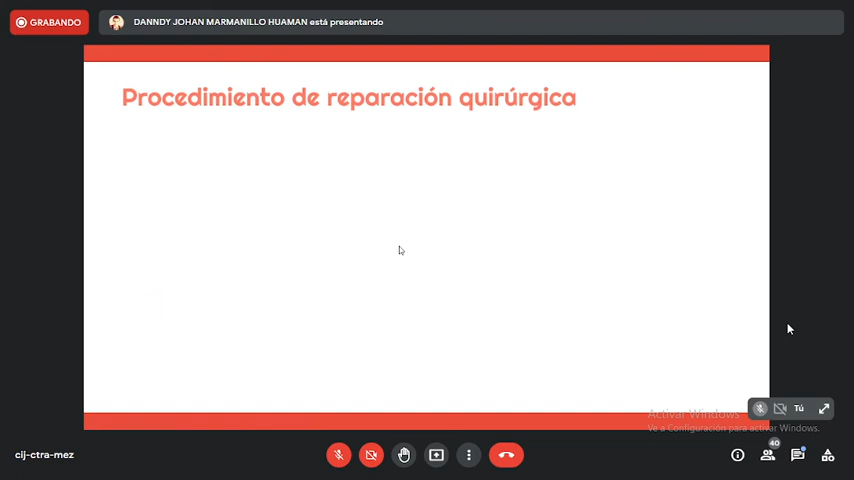 GRABANDO
DANNDY JOHAN MARMANILLO HUAMAN está presentando
Procedimiento de reparación quirúrgica
Activar Windows
Ve a Configuración para activar Windows.
Tú
40
cij-ctra-mez